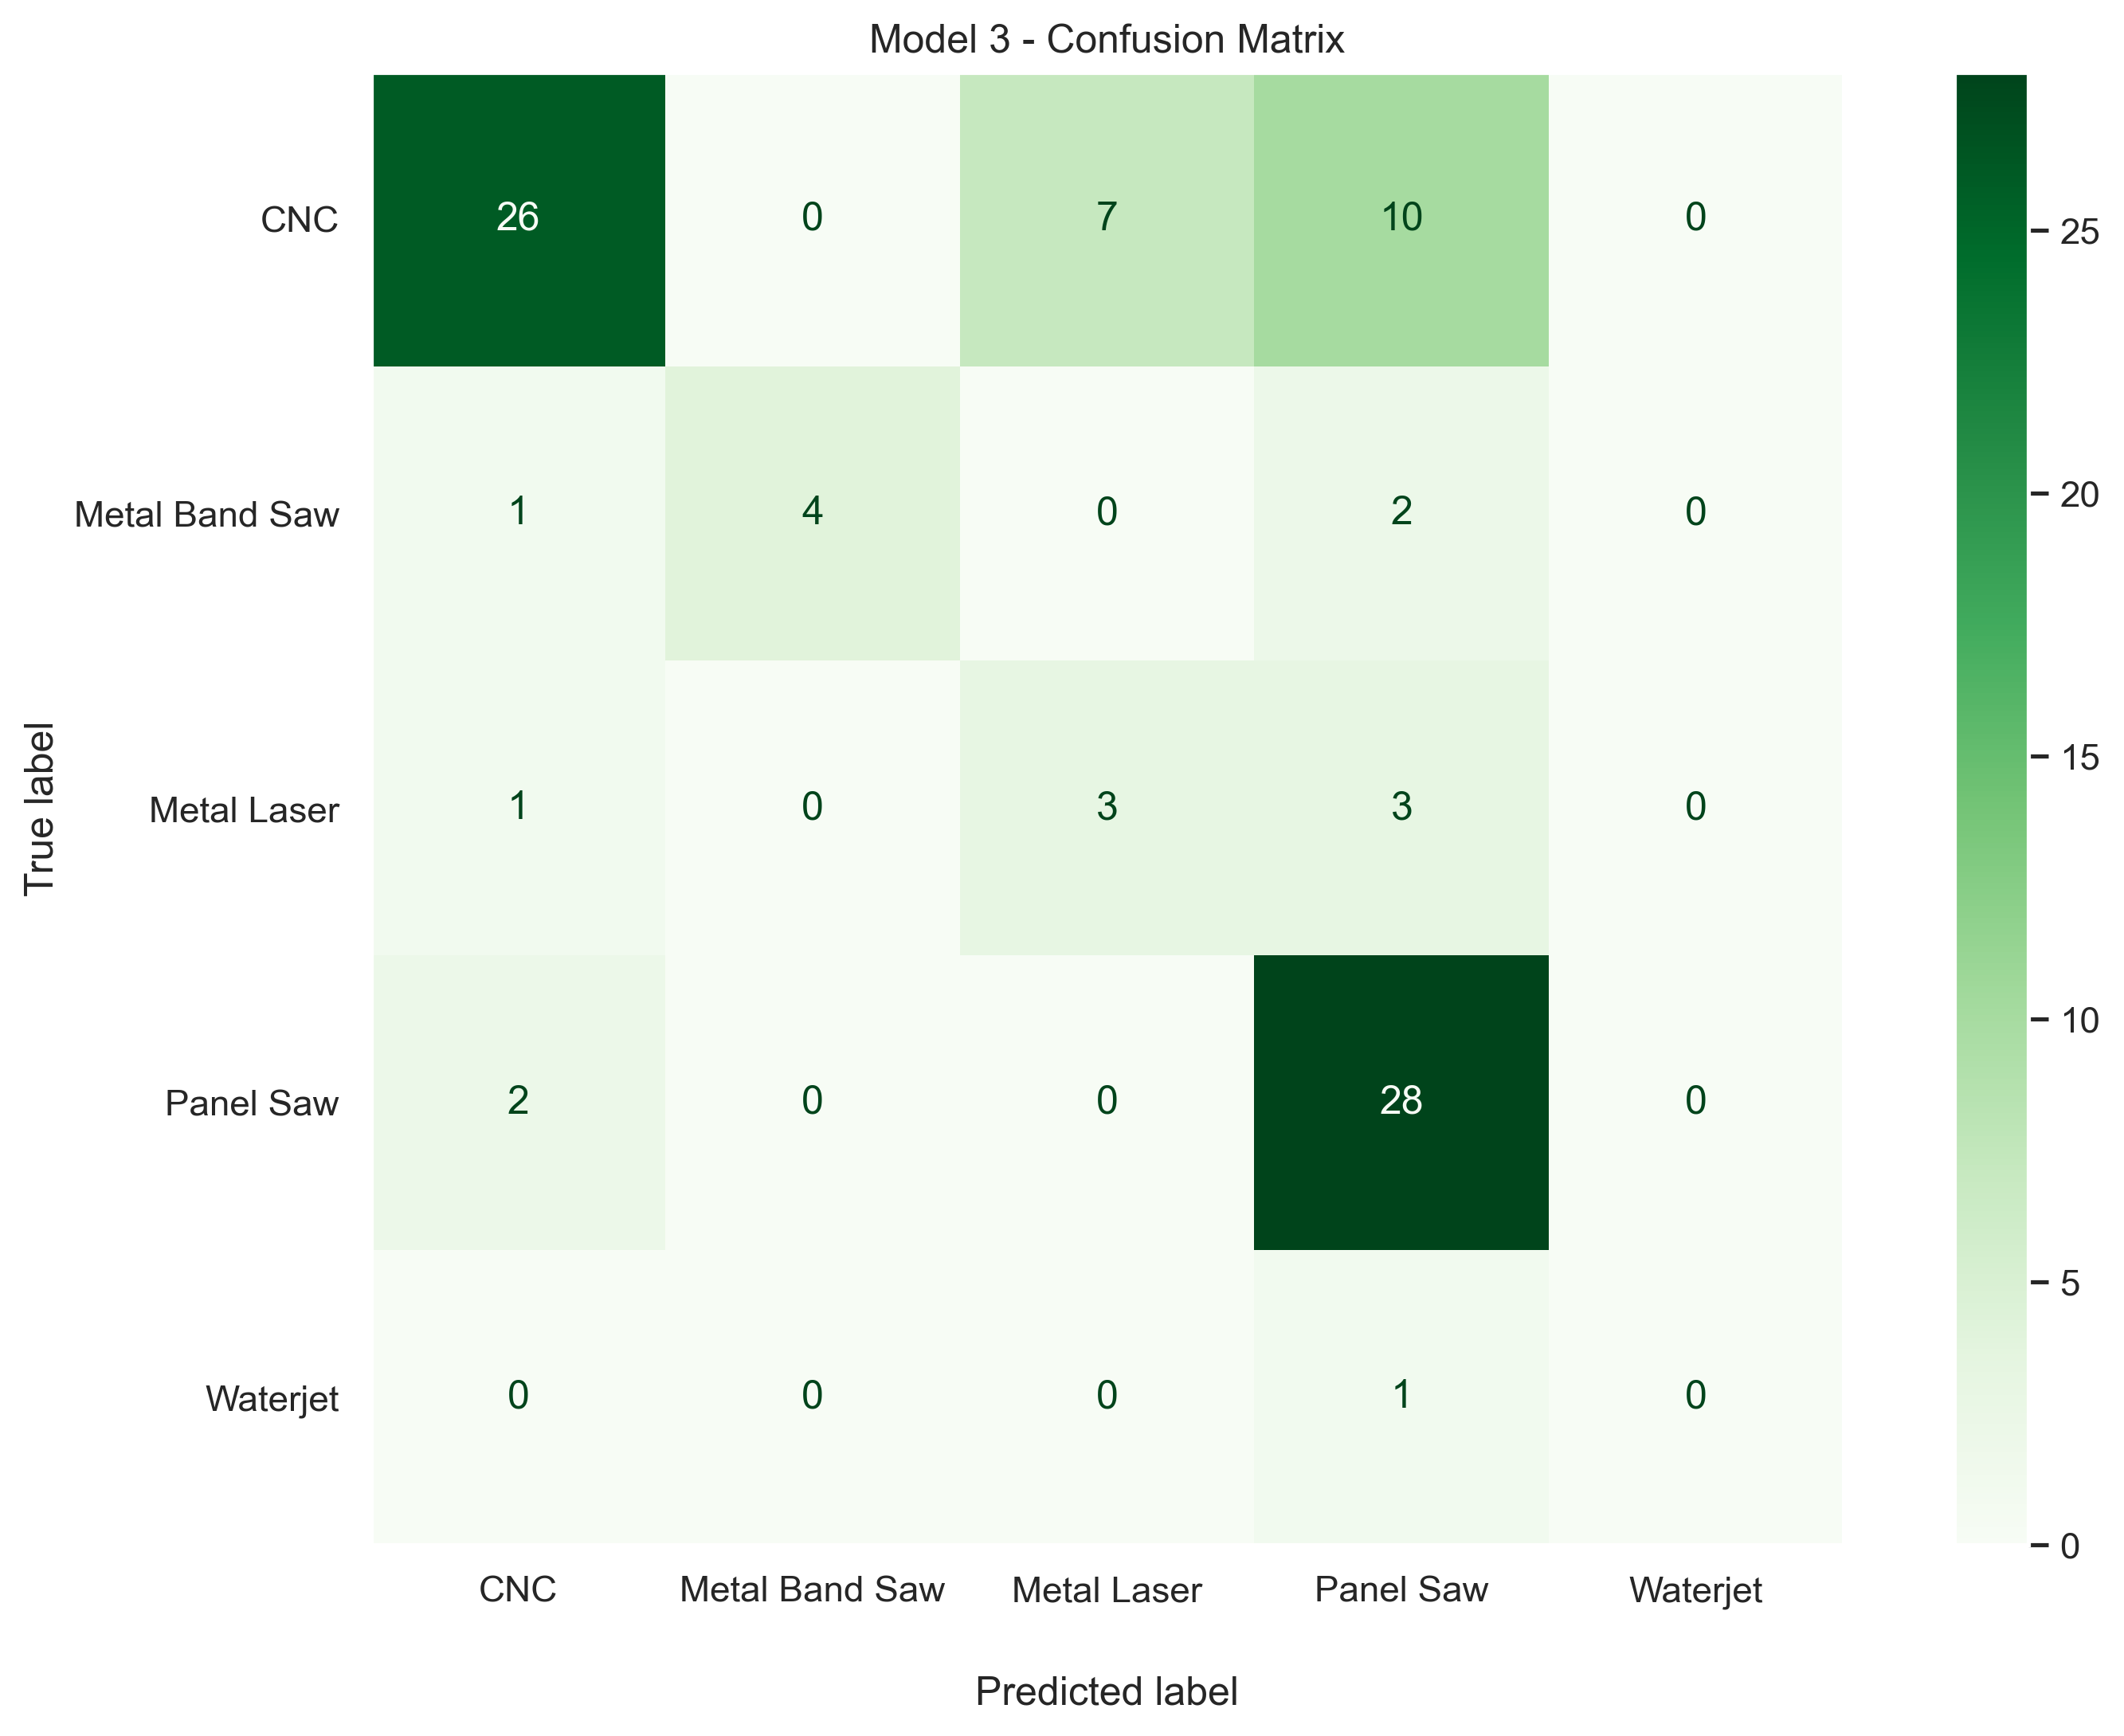 Model 3 - Confusion Matrix
CNC 26 0 7 10 0
Metal Band Saw 1 4 0 2 0
Metal Laser 1 0 3 3 0
Panel Saw 2 0 0 28 0
Waterjet 0 0 0 1 0
True label
CNC Metal Band Saw Metal Laser Panel Saw Waterjet
Predicted label
25
20
15
10
5
0